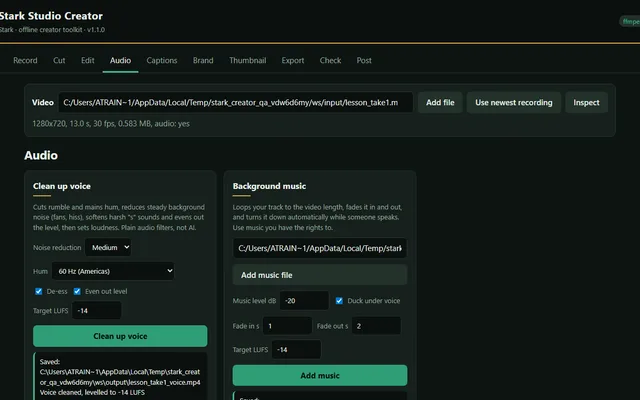 Stark Studio Creator
Stark · offline creator toolkit · v1.1.0
Record Cut Edit Audio Captions Brand Thumbnail Export Check Post
Video C:/Users/ATRAIN~1/AppData/Local/Temp/stark_creator_qa_vdw6d6my/ws/input/lesson_take1.m Add file Use newest recording Inspect
1280x720, 13.0 s, 30 fps, 0.583 MB, audio: yes
Audio
Clean up voice
Cuts rumble and mains hum, reduces steady background
noise (fans, hiss), softens harsh "s" sounds and evens out
the level, then sets loudness. Plain audio filters, not AI.
Noise reduction Medium
Hum 60 Hz (Americas)
De-ess Even out level
Target LUFS -14
Clean up voice
Saved:
C:\Users\ATRAIN~1\AppData\Local\Temp\stark_creat
or_qa_vdw6d6my\ws\output\lesson_take1_voice.mp4
Voice cleaned, levelled to -14 LUFS
Background music
Loops your track to the video length, fades it in and out,
and turns it down automatically while someone speaks.
Use music you have the rights to.
C:/Users/ATRAIN~1/AppData/Local/Temp/stark
Add music file
Music level dB -20 Duck under voice
Fade in s 1 Fade out s 2
Target LUFS -14
Add music